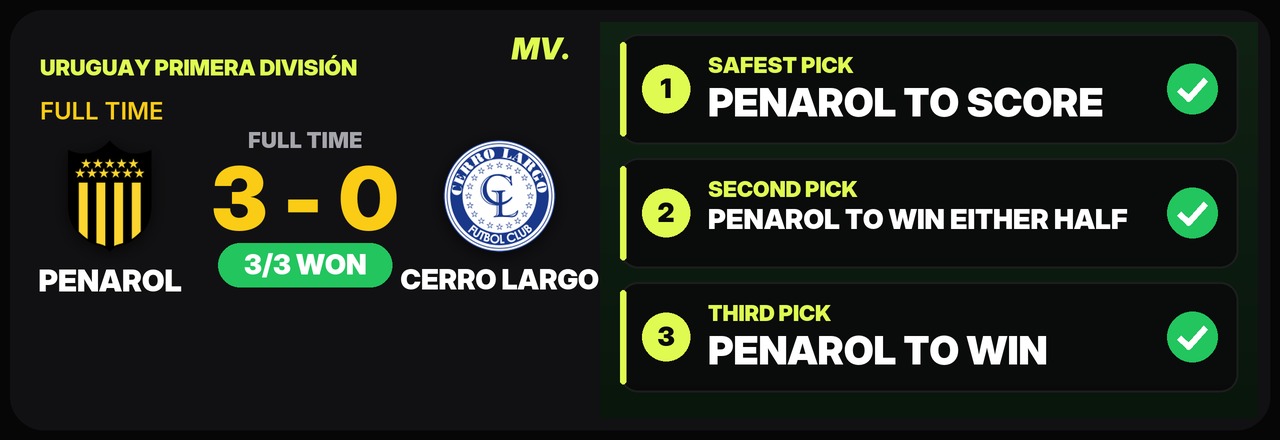 MV.
URUGUAY PRIMERA DIVISIÓN
FULL TIME
FULL TIME
3 - 0
3/3 WON
PENAROL
CERRO LARGO
CL
FUTBOL CLUB
CERRO LARGO
1
SAFEST PICK
PENAROL TO SCORE
2
SECOND PICK
PENAROL TO WIN EITHER HALF
3
THIRD PICK
PENAROL TO WIN